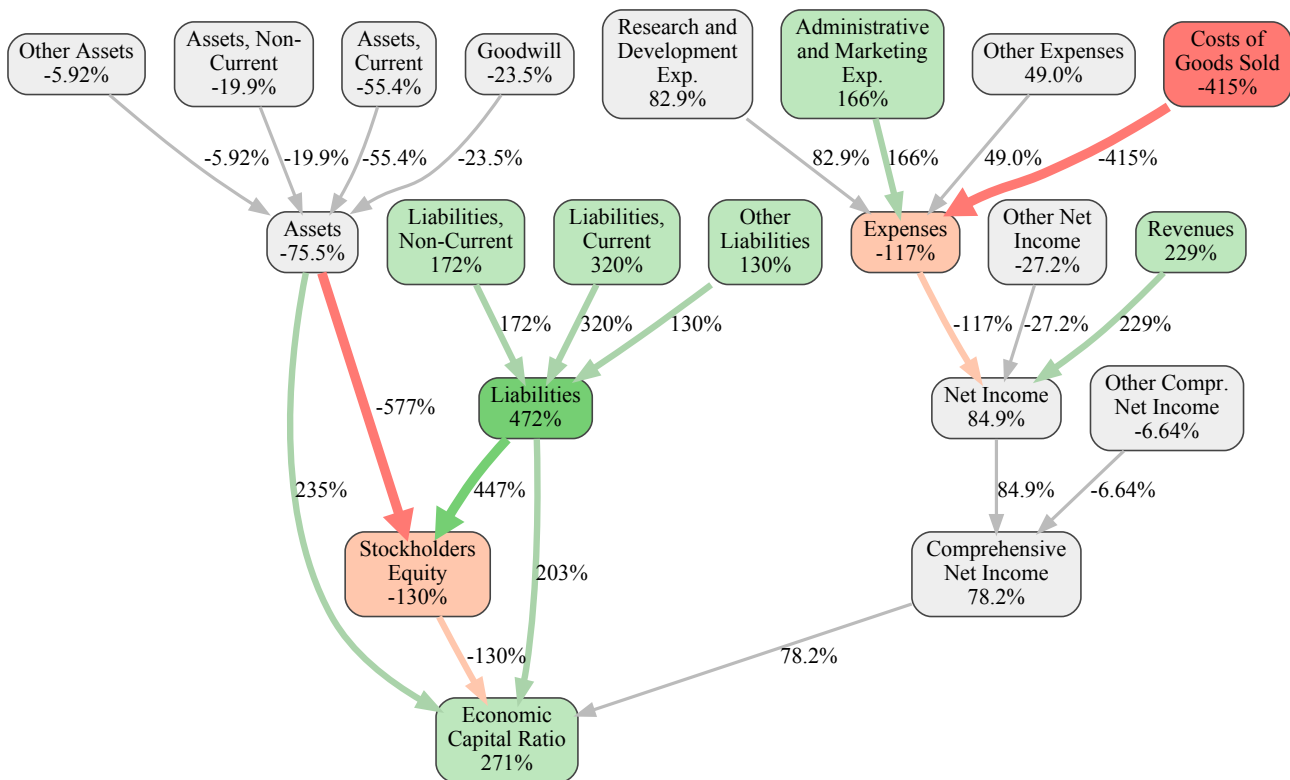 Other Assets
-5.92%
Assets, Non-
Current
-19.9%
Assets,
Current
-55.4%
Goodwill
-23.5%
Research and
Development
Exp.
82.9%
Administrative
and Marketing
Exp.
166%
Other Expenses
49.0%
Costs of
Goods Sold
-415%
-5.92%
-19.9%
-55.4%
-23.5%
82.9%
166%
49.0%
-415%
Assets
-75.5%
Liabilities,
Non-Current
172%
Liabilities,
Current
320%
Other
Liabilities
130%
Expenses
-117%
Other Net
Income
-27.2%
Revenues
229%
172%
320%
130%
-117%
-27.2%
229%
-577%
Liabilities
472%
Net Income
84.9%
Other Compr.
Net Income
-6.64%
235%
447%
84.9%
-6.64%
Stockholders
Equity
-130%
203%
Comprehensive
Net Income
78.2%
-130%
78.2%
Economic
Capital Ratio
271%